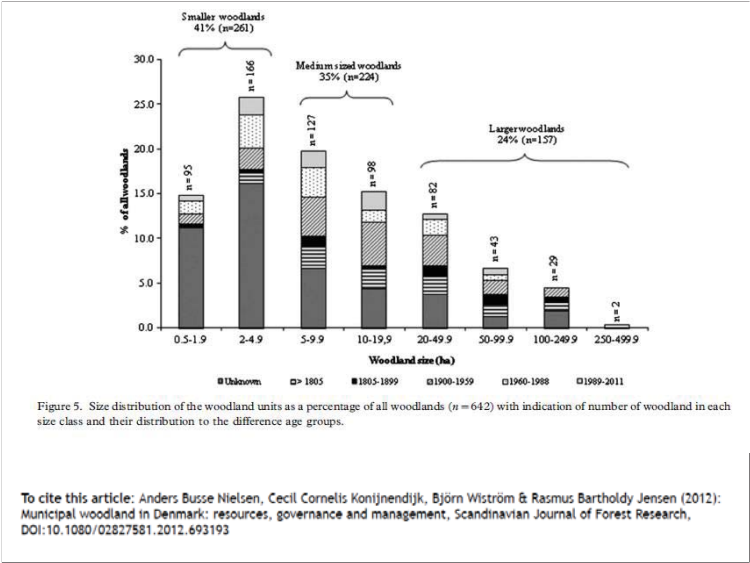 Smaller woodlands
41% (n=261)
Medium sized woodlands
35% (n=224)
Larger woodlands
24% (n=157)
% of all woodlands
30.0
25.0
20.0
15.0
10.0
5.0
0.0
n = 95
n = 166
n = 127
n = 98
n = 82
n = 43
n = 29
n = 2
0.5-1.9 2-4.9 5-9.9 10-19,9 20-49.9 50-99.9 100-249.9 250-499.9
Woodland size (ha)
Unknown > 1805 1805-1899 1900-1959 1960-1988 1989-2011
Figure 5. Size distribution of the woodland units as a percentage of all woodlands (n = 642) with indication of number of woodland in each
size class and their distribution to the difference age groups.
To cite this article: Anders Busse Nielsen, Cecil Cornelis Konijnendijk, Björn Wiström & Rasmus Bartholdy Jensen (2012):
Municipal woodland in Denmark: resources, governance and management, Scandinavian Journal of Forest Research,
DOI:10.1080/02827581.2012.693193